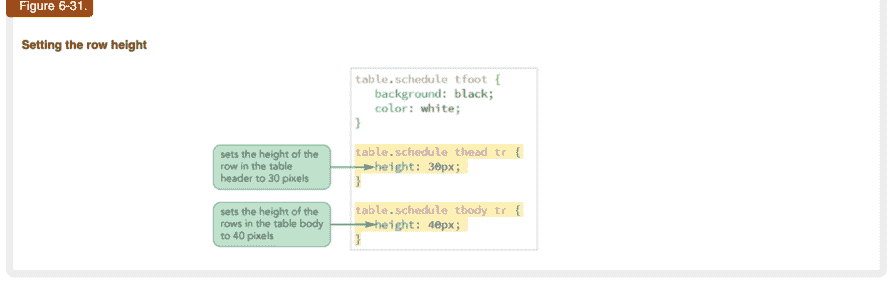 Figure 6-31.
Setting the row height
table.schedule tfoot {
background: black;
color: white;
}
sets the height of the
row in the table
header to 30 pixels
table.schedule thead tr {
height: 30px;
}
sets the height of the
rows in the table body
to 40 pixels
table.schedule tbody tr {
height: 40px;
}